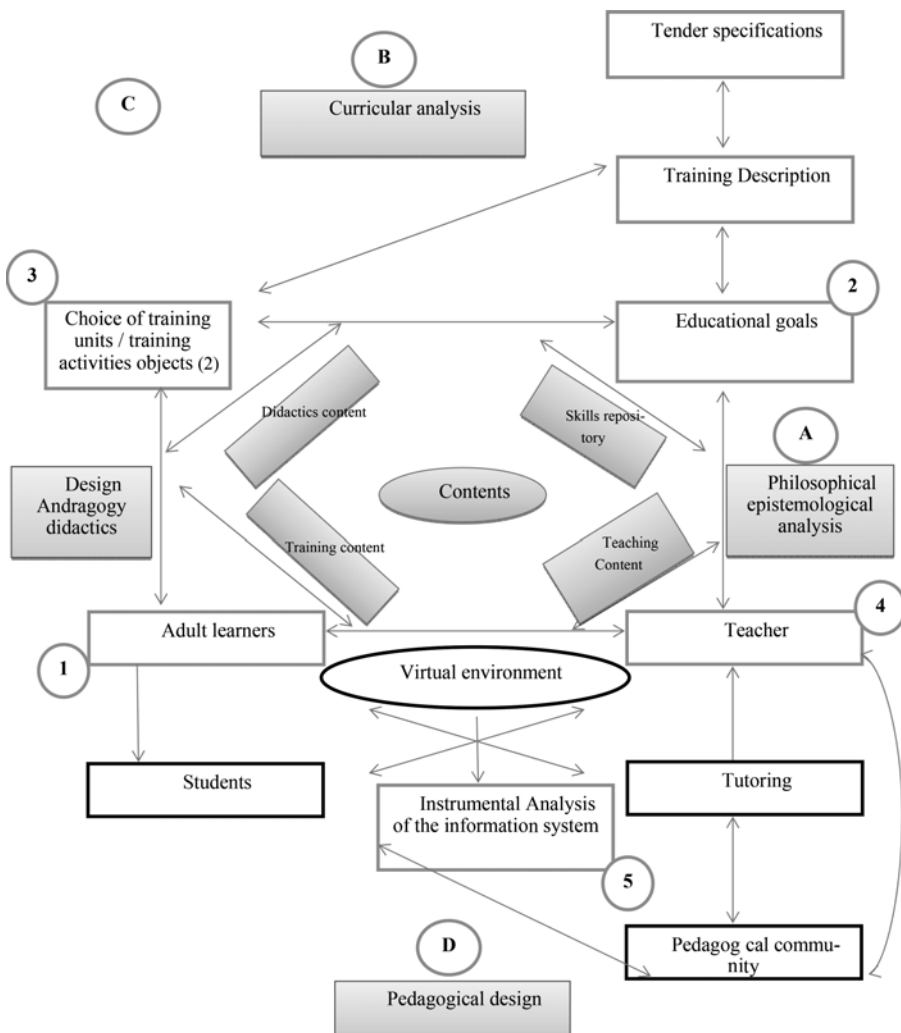 Tender specifications
B
C
Curricular analysis
Training Description
3
2
Choice of training
units / training
activities objects (2)
Educational goals
Didactics content
Skills reposi-
tory
A
Design
Andragogy
didactics
Contents
Philosophical
epistemological
analysis
Training content
Teaching
Content
4
Adult learners
Teacher
1
Virtual environment
Students
Tutoring
Instrumental Analysis
of the information system
5
D
Pedagog cal commu-
nity
Pedagogical design